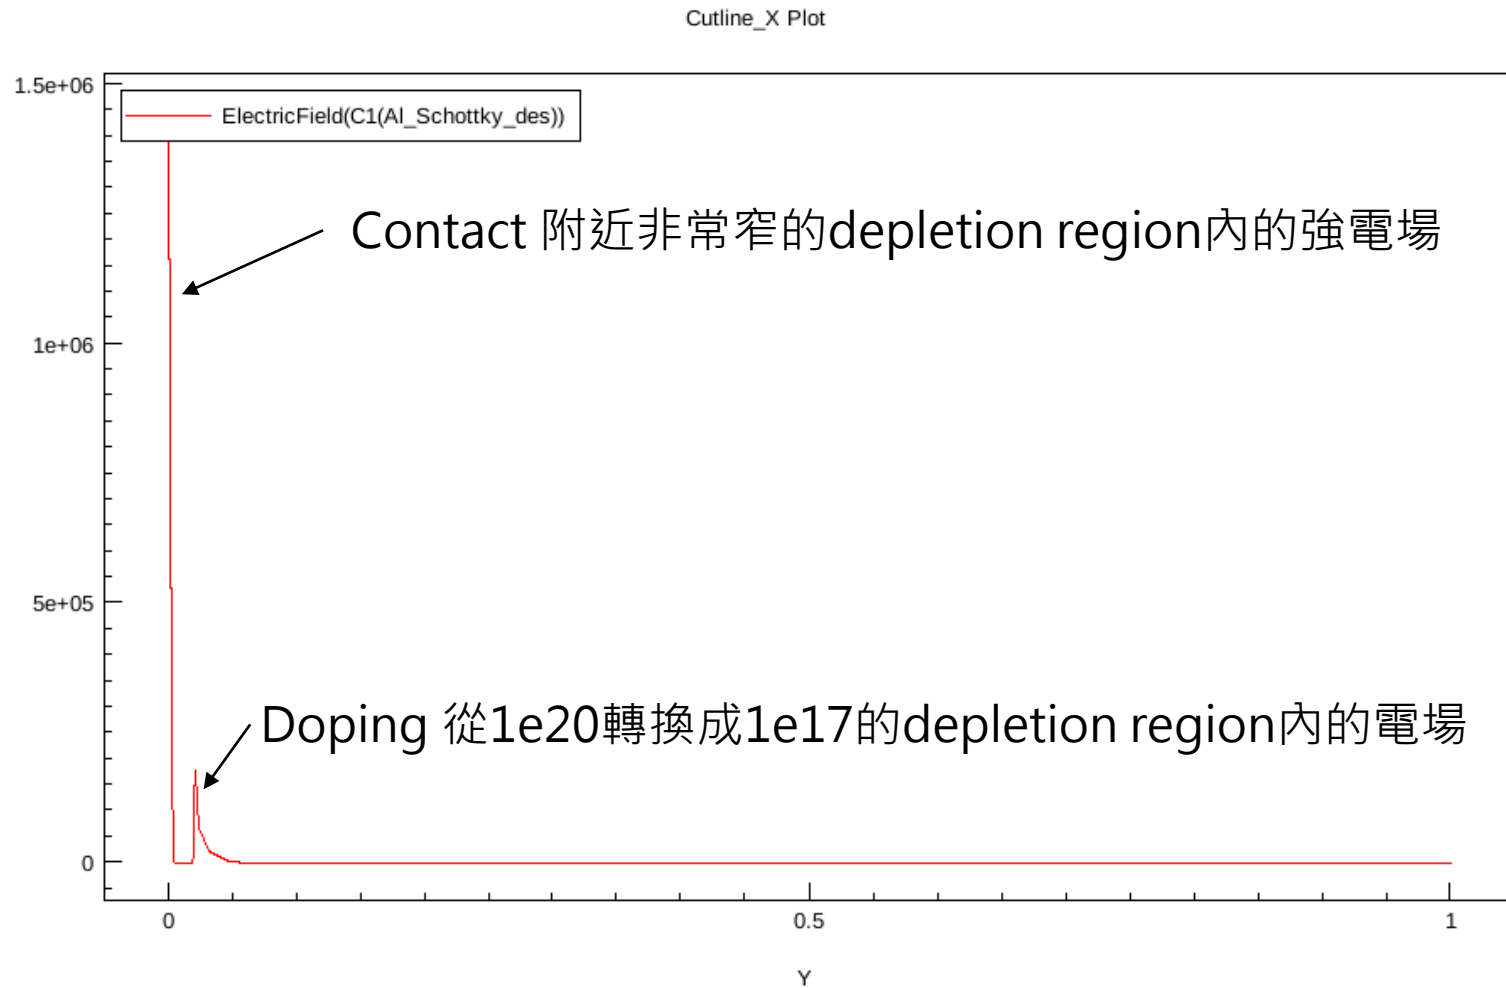 Cutline_X Plot
1.5e+06
ElectricField(C1(Al_Schottky_des))
Contact 附近非常窄的depletion region內的強電場
1e+06
5e+05
Doping 從1e20轉換成1e17的depletion region內的電場
0
0 0.5 1
Y